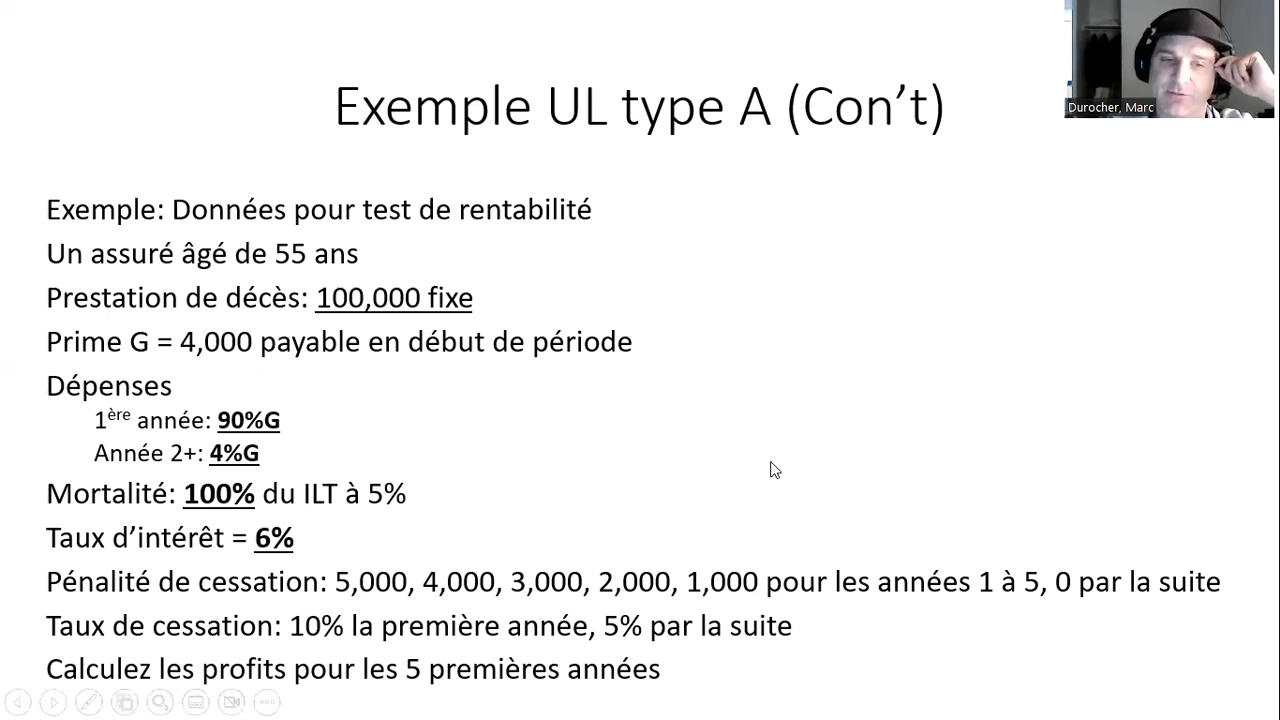 Durocher, Marc
Exemple UL type A (Con’t)
Exemple: Données pour test de rentabilité
Un assuré âgé de 55 ans
Prestation de décès: 100,000 fixe
Prime G = 4,000 payable en début de période
Dépenses
1ère année: 90%G
Année 2+: 4%G
Mortalité: 100% du ILT à 5%
Taux d’intérêt = 6%
Pénalité de cessation: 5,000, 4,000, 3,000, 2,000, 1,000 pour les années 1 à 5, 0 par la suite
Taux de cessation: 10% la première année, 5% par la suite
Calculez les profits pour les 5 premières années